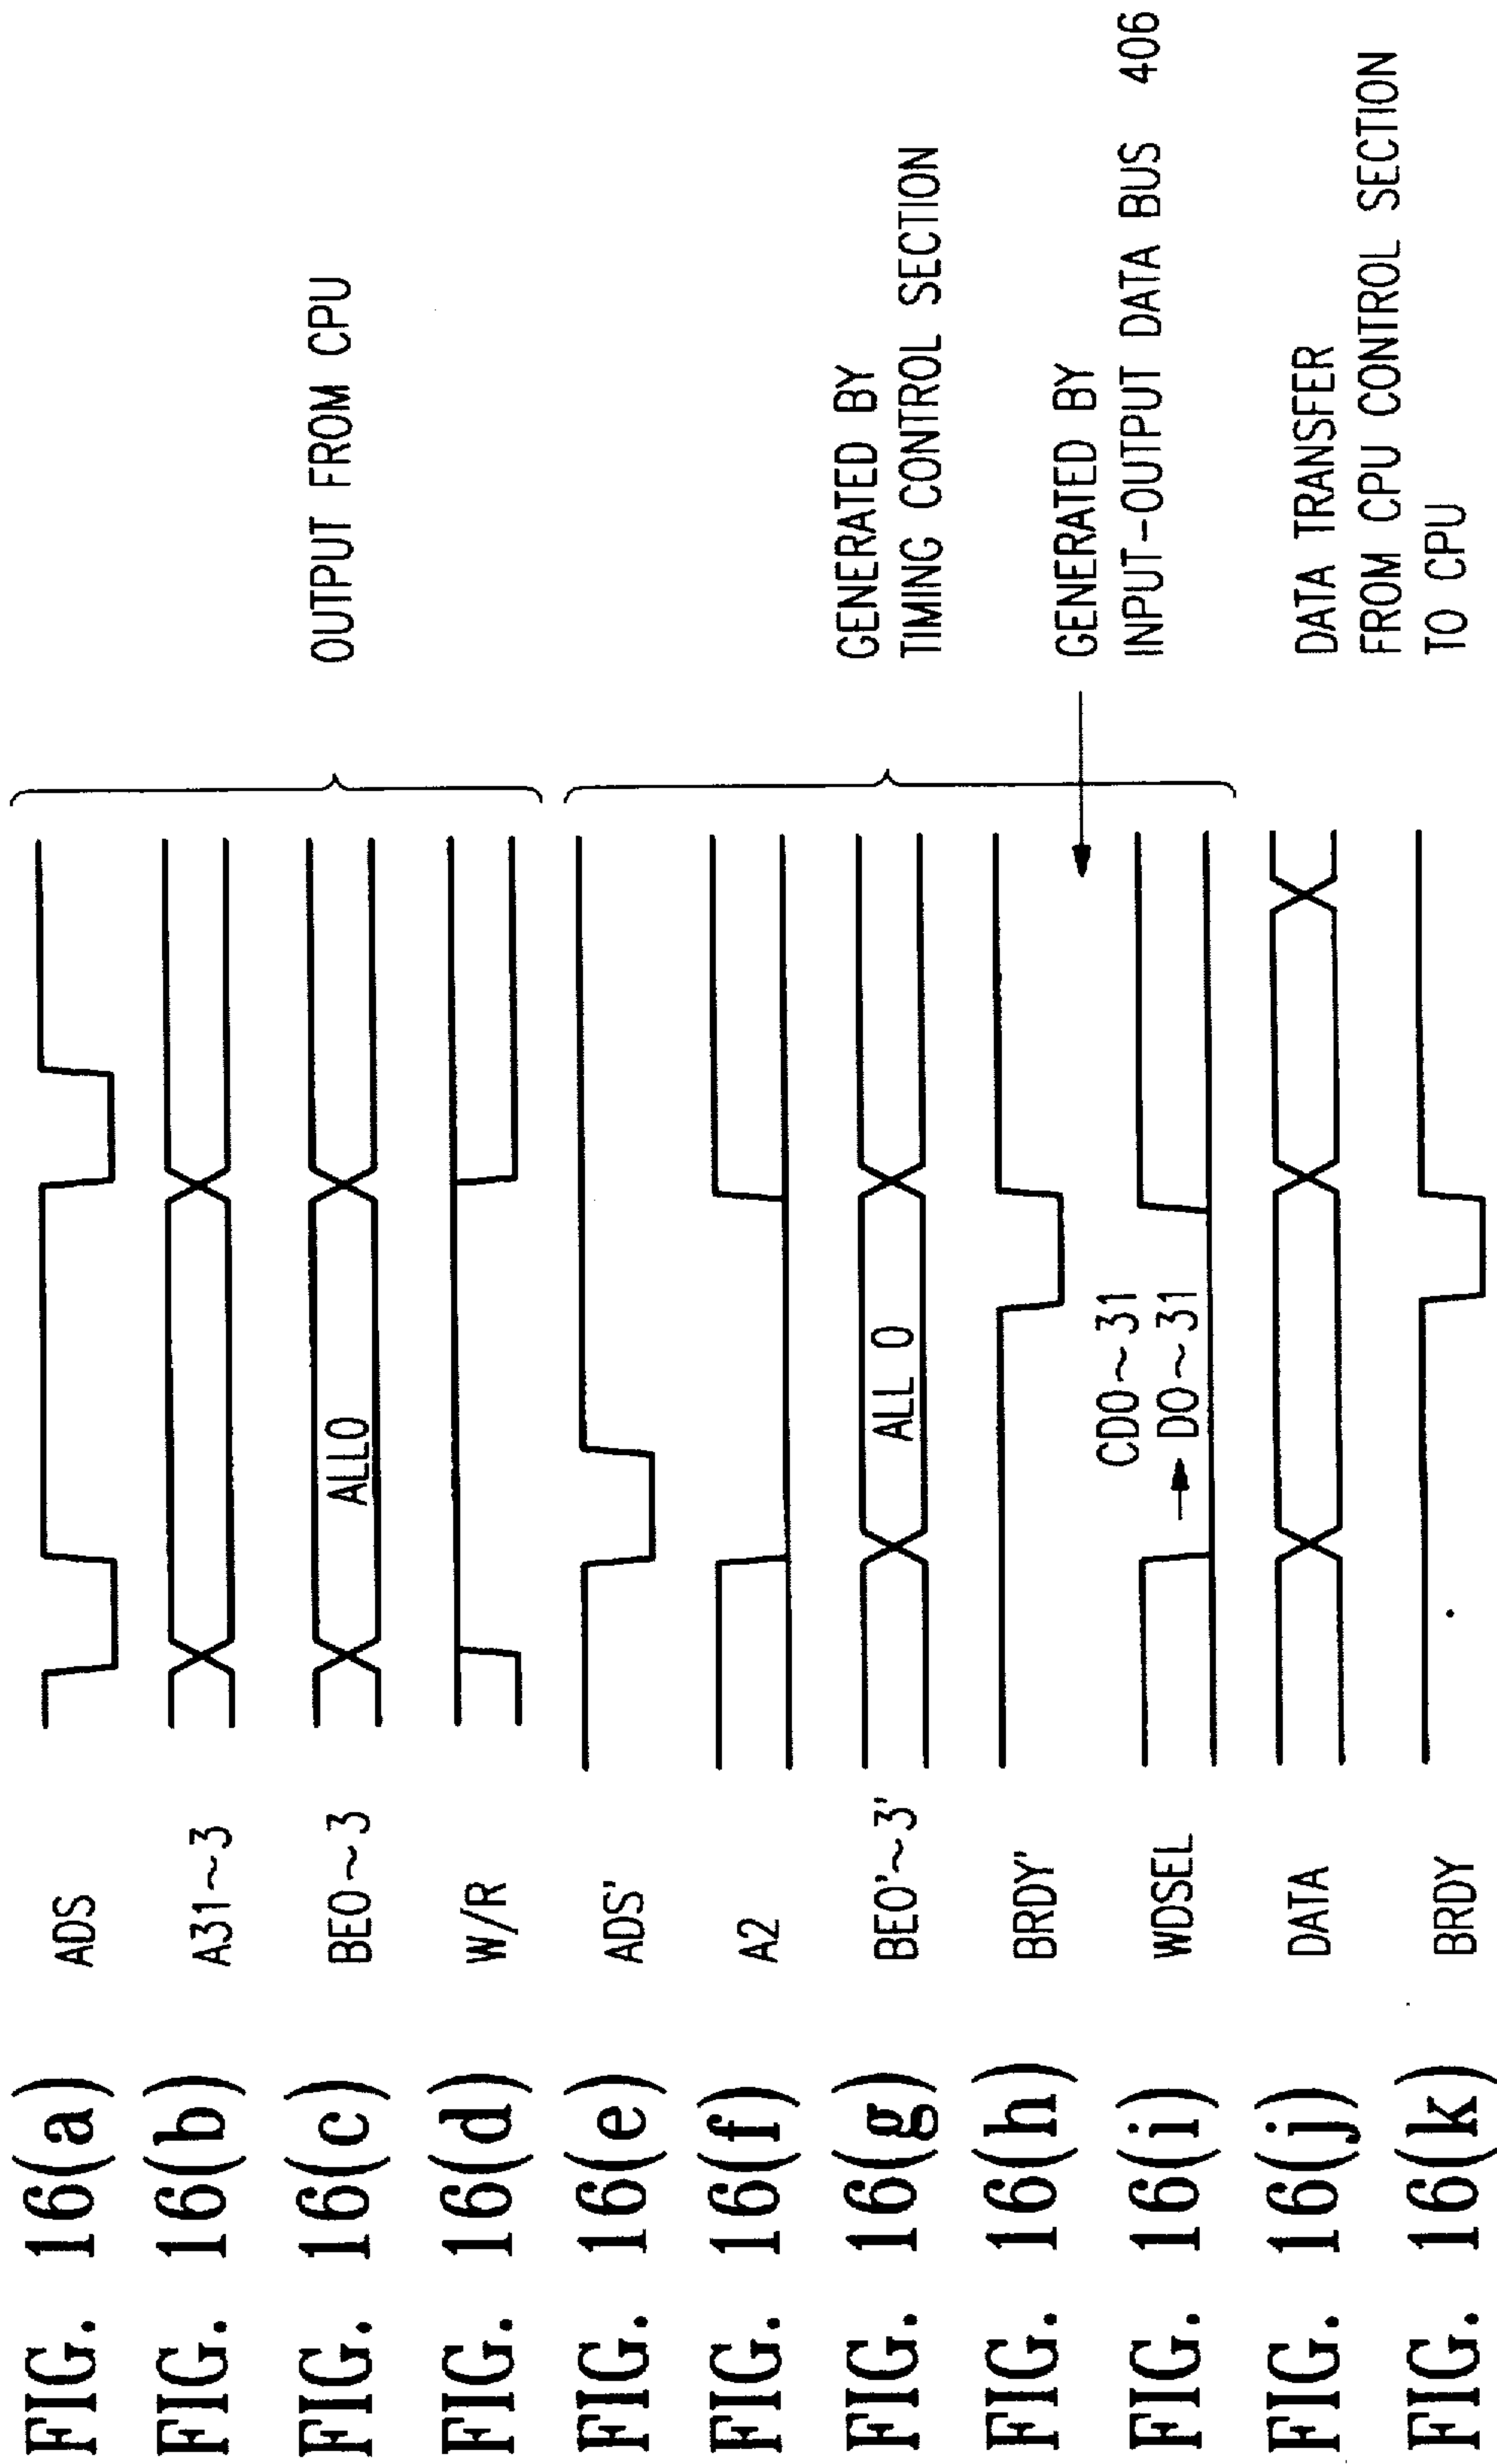 FIG. 16(a) ADS
FIG. 16(b) A31~3
FIG. 16(c) BE0~3 ALL0
FIG. 16(d) W/R
OUTPUT FROM CPU
FIG. 16(e) ADS'
FIG. 16(f) A2
FIG. 16(g) BE0'~3' ALL 0
FIG. 16(h) BRDY'
GENERATED BY
TIMING CONTROL SECTION
CD0~31
D0~31
FIG. 16(i) WDSEL
GENERATED BY
INPUT-OUTPUT DATA BUS 406
FIG. 16(j) DATA
FIG. 16(k) BRDY
DATA TRANSFER
FROM CPU CONTROL SECTION
TO CPU